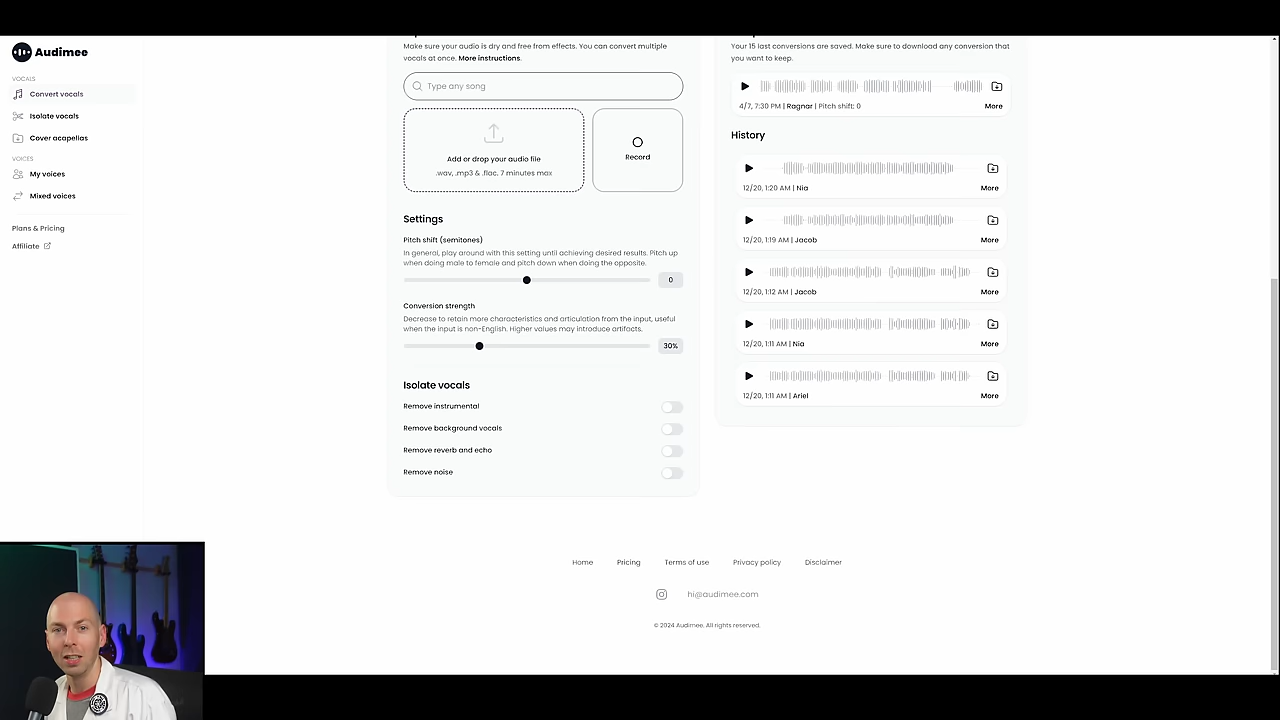 Audimee
VOCALS
Convert vocals
Isolate vocals
Cover acapellas
VOICES
My voices
Mixed voices
Plans & Pricing
Affiliate
Make sure your audio is dry and free from effects. You can convert multiple
vocals at once. More instructions.
Type any song
Add or drop your audio file
.wav, .mp3 & .flac. 7 minutes max
Record
Settings
Pitch shift (semitones)
In general, play around with this setting until achieving desired results. Pitch up
when doing male to female and pitch down when doing the opposite.
0
Conversion strength
Decrease to retain more characteristics and articulation from the input, useful
when the input is non-English. Higher values may introduce artifacts.
30%
Isolate vocals
Remove instrumental
Remove background vocals
Remove reverb and echo
Remove noise
Your 15 last conversions are saved. Make sure to download any conversion that
you want to keep.
4/7, 7:30 PM | Ragnar | Pitch shift: 0
More
History
12/20, 1:20 AM | Nia
More
12/20, 1:19 AM | Jacob
More
12/20, 1:12 AM | Jacob
More
12/20, 1:11 AM | Nia
More
12/20, 1:11 AM | Ariel
More
Home
Pricing
Terms of use
Privacy policy
Disclaimer
hi@audimee.com
© 2024 Audimee. All rights reserved.